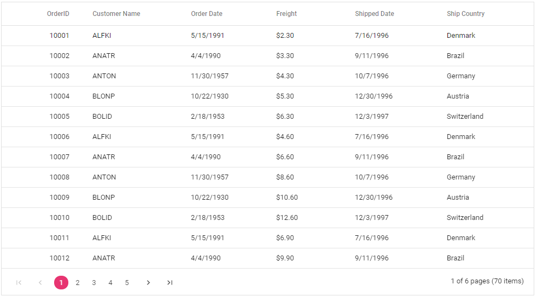 OrderID Customer Name Order Date Freight Shipped Date Ship Country
10001 ALFKI 5/15/1991 $2.30 7/16/1996 Denmark
10002 ANATR 4/4/1990 $3.30 9/11/1996 Brazil
10003 ANTON 11/30/1957 $4.30 10/7/1996 Germany
10004 BLONP 10/22/1930 $5.30 12/30/1996 Austria
10005 BOLID 2/18/1953 $6.30 12/3/1997 Switzerland
10006 ALFKI 5/15/1991 $4.60 7/16/1996 Denmark
10007 ANATR 4/4/1990 $6.60 9/11/1996 Brazil
10008 ANTON 11/30/1957 $8.60 10/7/1996 Germany
10009 BLONP 10/22/1930 $10.60 12/30/1996 Austria
10010 BOLID 2/18/1953 $12.60 12/3/1997 Switzerland
10011 ALFKI 5/15/1991 $6.90 7/16/1996 Denmark
10012 ANATR 4/4/1990 $9.90 9/11/1996 Brazil
1 2 3 4 5 1 of 6 pages (70 items)